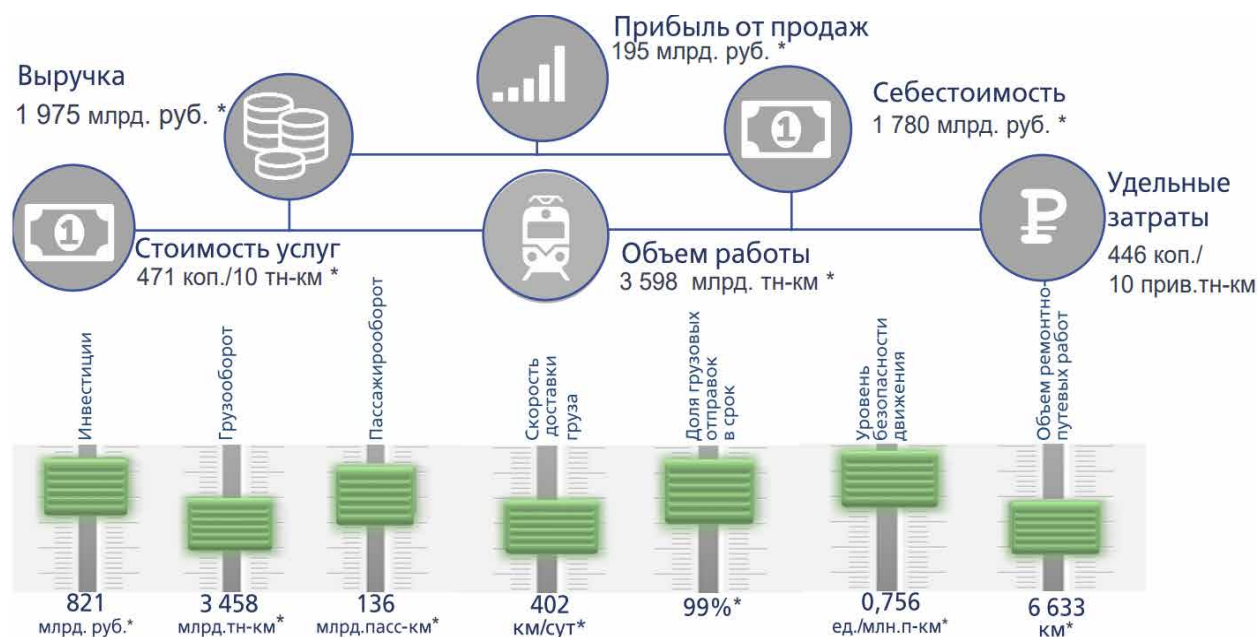 Прибыль от продаж
195 млрд. руб. *
Выручка
1 975 млрд. руб. *
Себестоимость
1 780 млрд. руб. *
1
1
Удельные
затраты
446 коп./
10 прив.тн-км
Стоимость услуг
471 коп./10 тн-км *
Объем работы
3 598 млрд. тн-км *
Инвестиции
Грузооборот
Пассажирооборот
Скорость
доставки
груза
Доля грузовых
отправок
в срок
Уровень
безопасности
движения
Объем ремонтно-
путевых работ
821
млрд. руб.*
3 458
млрд.тн-км*
136
млрд.пасс-км*
402
км/сут*
99%*
0,756
ед./млн.п-км*
6 633
км*